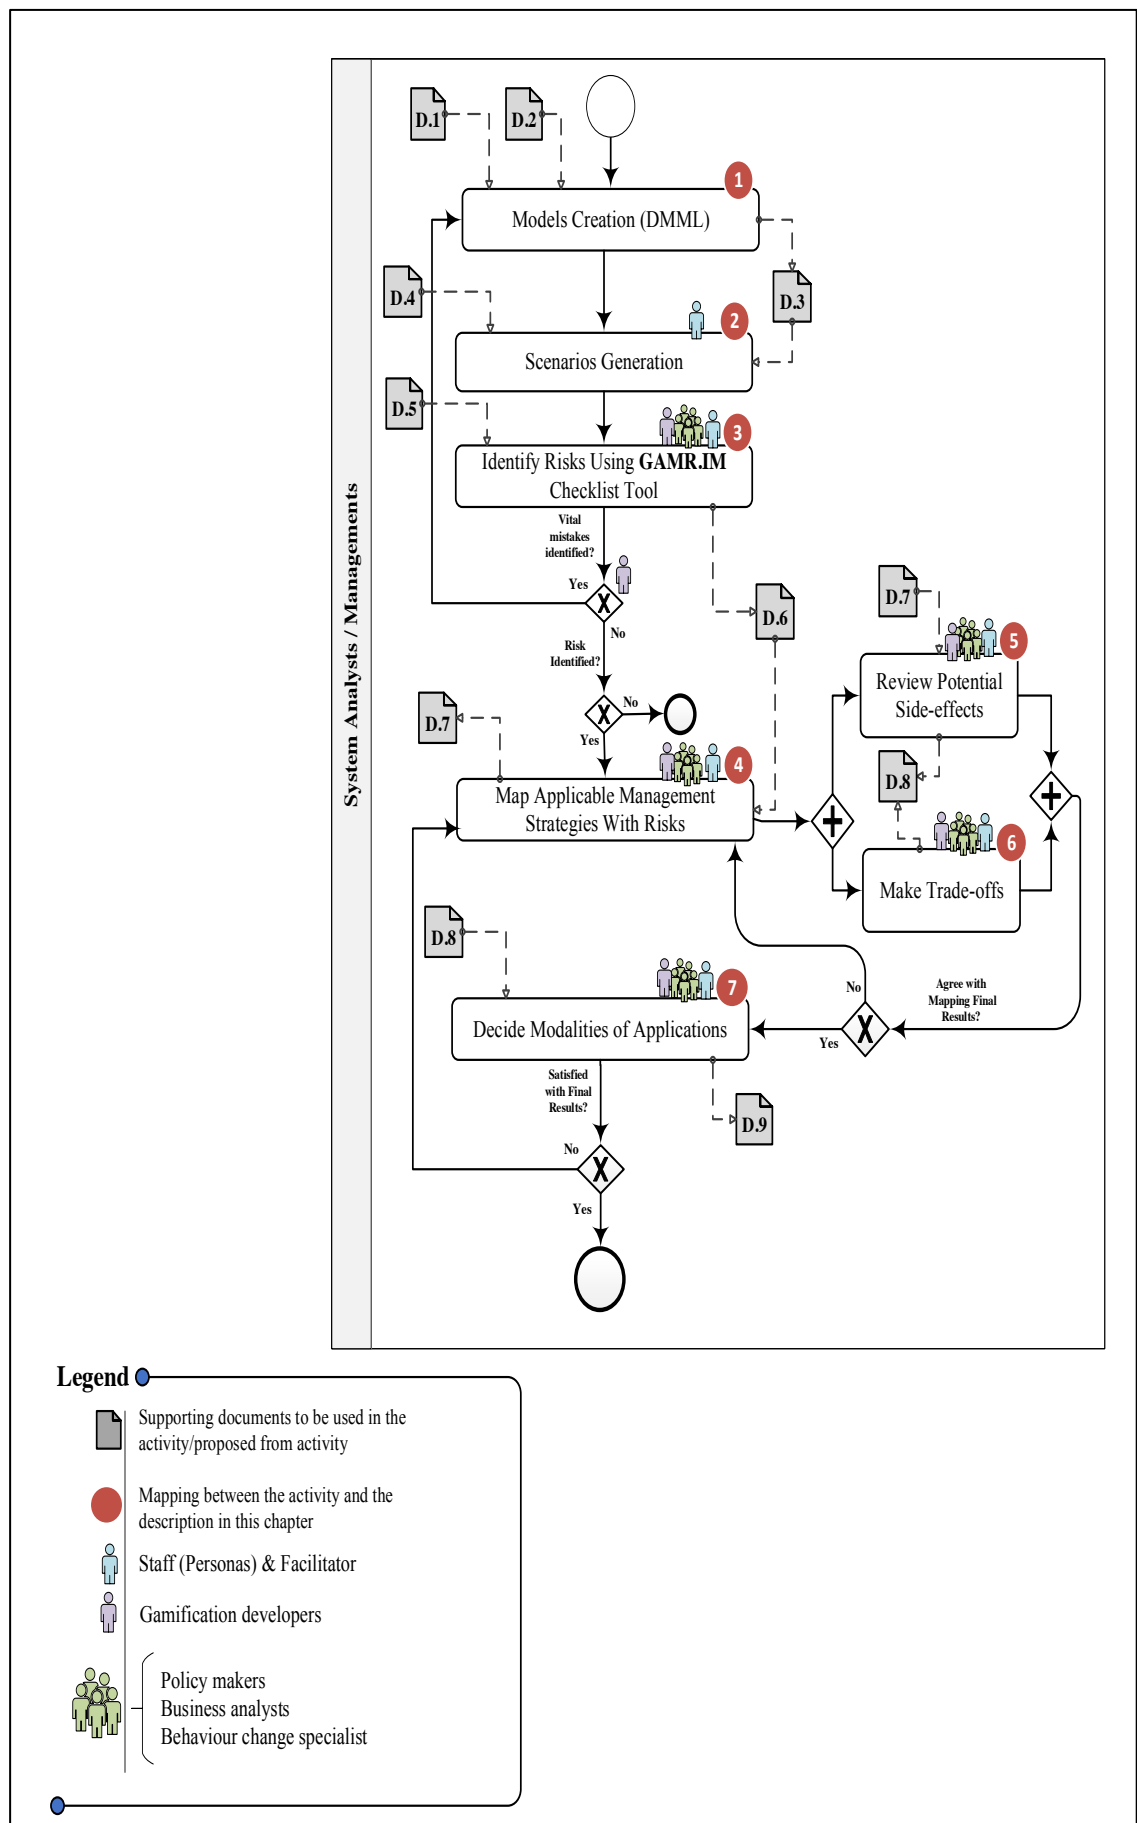 System Analysts / Managements
D.1
D.2
1
Models Creation (DMML)
D.4
D.3
2
Scenarios Generation
D.5
3
Identify Risks Using GAMR.IM
Checklist Tool
Vital
mistakes
identified?
Yes
X
No
D.6
Risk
Identified?
X
No
Yes
D.7
D.7
5
Review Potential
Side-effects
D.8
4
Map Applicable Management
Strategies With Risks
6
Make Trade-offs
D.8
7
Decide Modalities of Applications
No
Agree with
Mapping Final
Results?
X
Yes
Satisfied
with Final
Results?
D.9
No
X
Yes
Legend
Supporting documents to be used in the
activity/proposed from activity
Mapping between the activity and the
description in this chapter
Staff (Personas) & Facilitator
Gamification developers
Policy makers
Business analysts
Behaviour change specialist